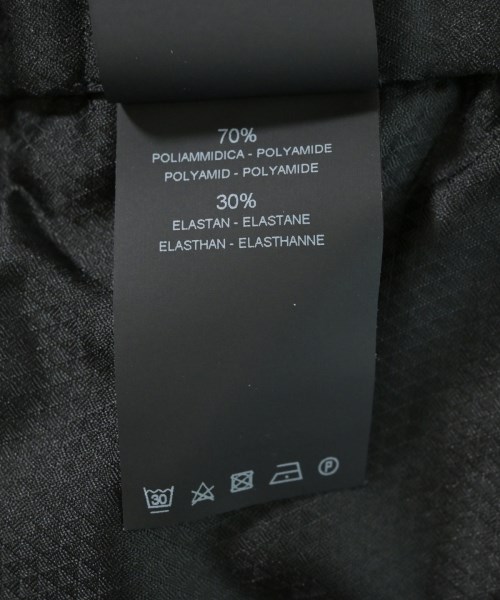 70%
POLIAMMIDICA - POLYAMIDE
POLYAMID - POLYAMIDE
30%
ELASTAN - ELASTANE
ELASTHAN - ELASTHANNE
30 P